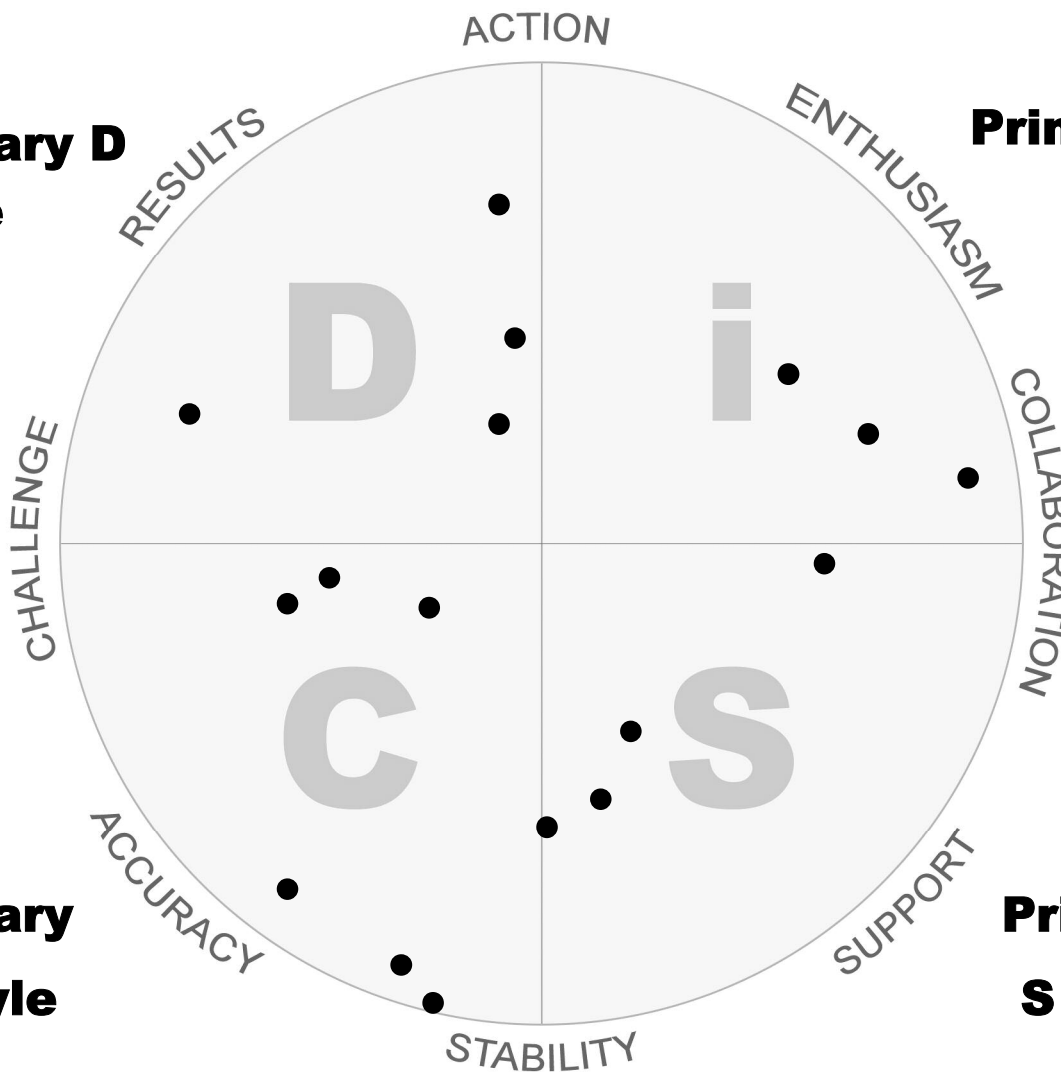 ACTION
RESULTS
ENTHUSIASM
ary D
Prin
e
D
i
CHALLENGE
COLLABORATION
C
S
ACCURACY
SUPPORT
ary
Pri
yle
S
STABILITY